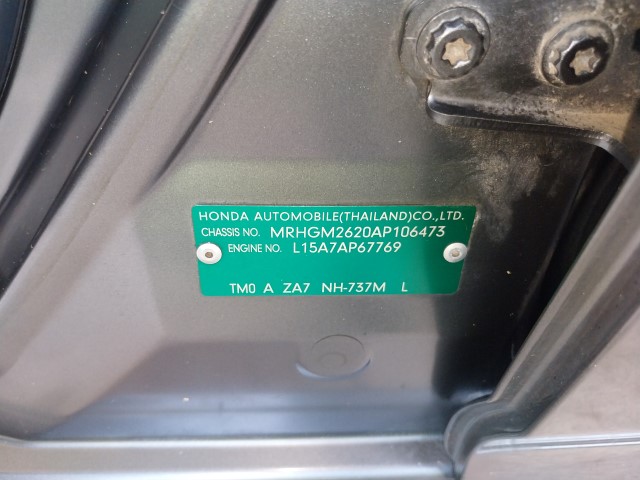 HONDA AUTOMOBILE(THAILAND)CO.,LTD.
CHASSIS NO. MRHGM2620AP106473
ENGINE NO. L15A7AP67769
TM0 A ZA7 NH-737M L